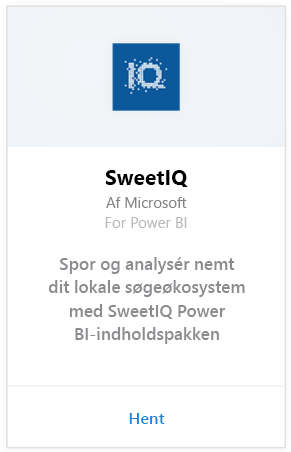 IQ
SweetIQ
Af Microsoft
For Power BI
Spor og analysér nemt
dit lokale søgeøkosystem
med SweetIQ Power
BI-indholdspakken
Hent